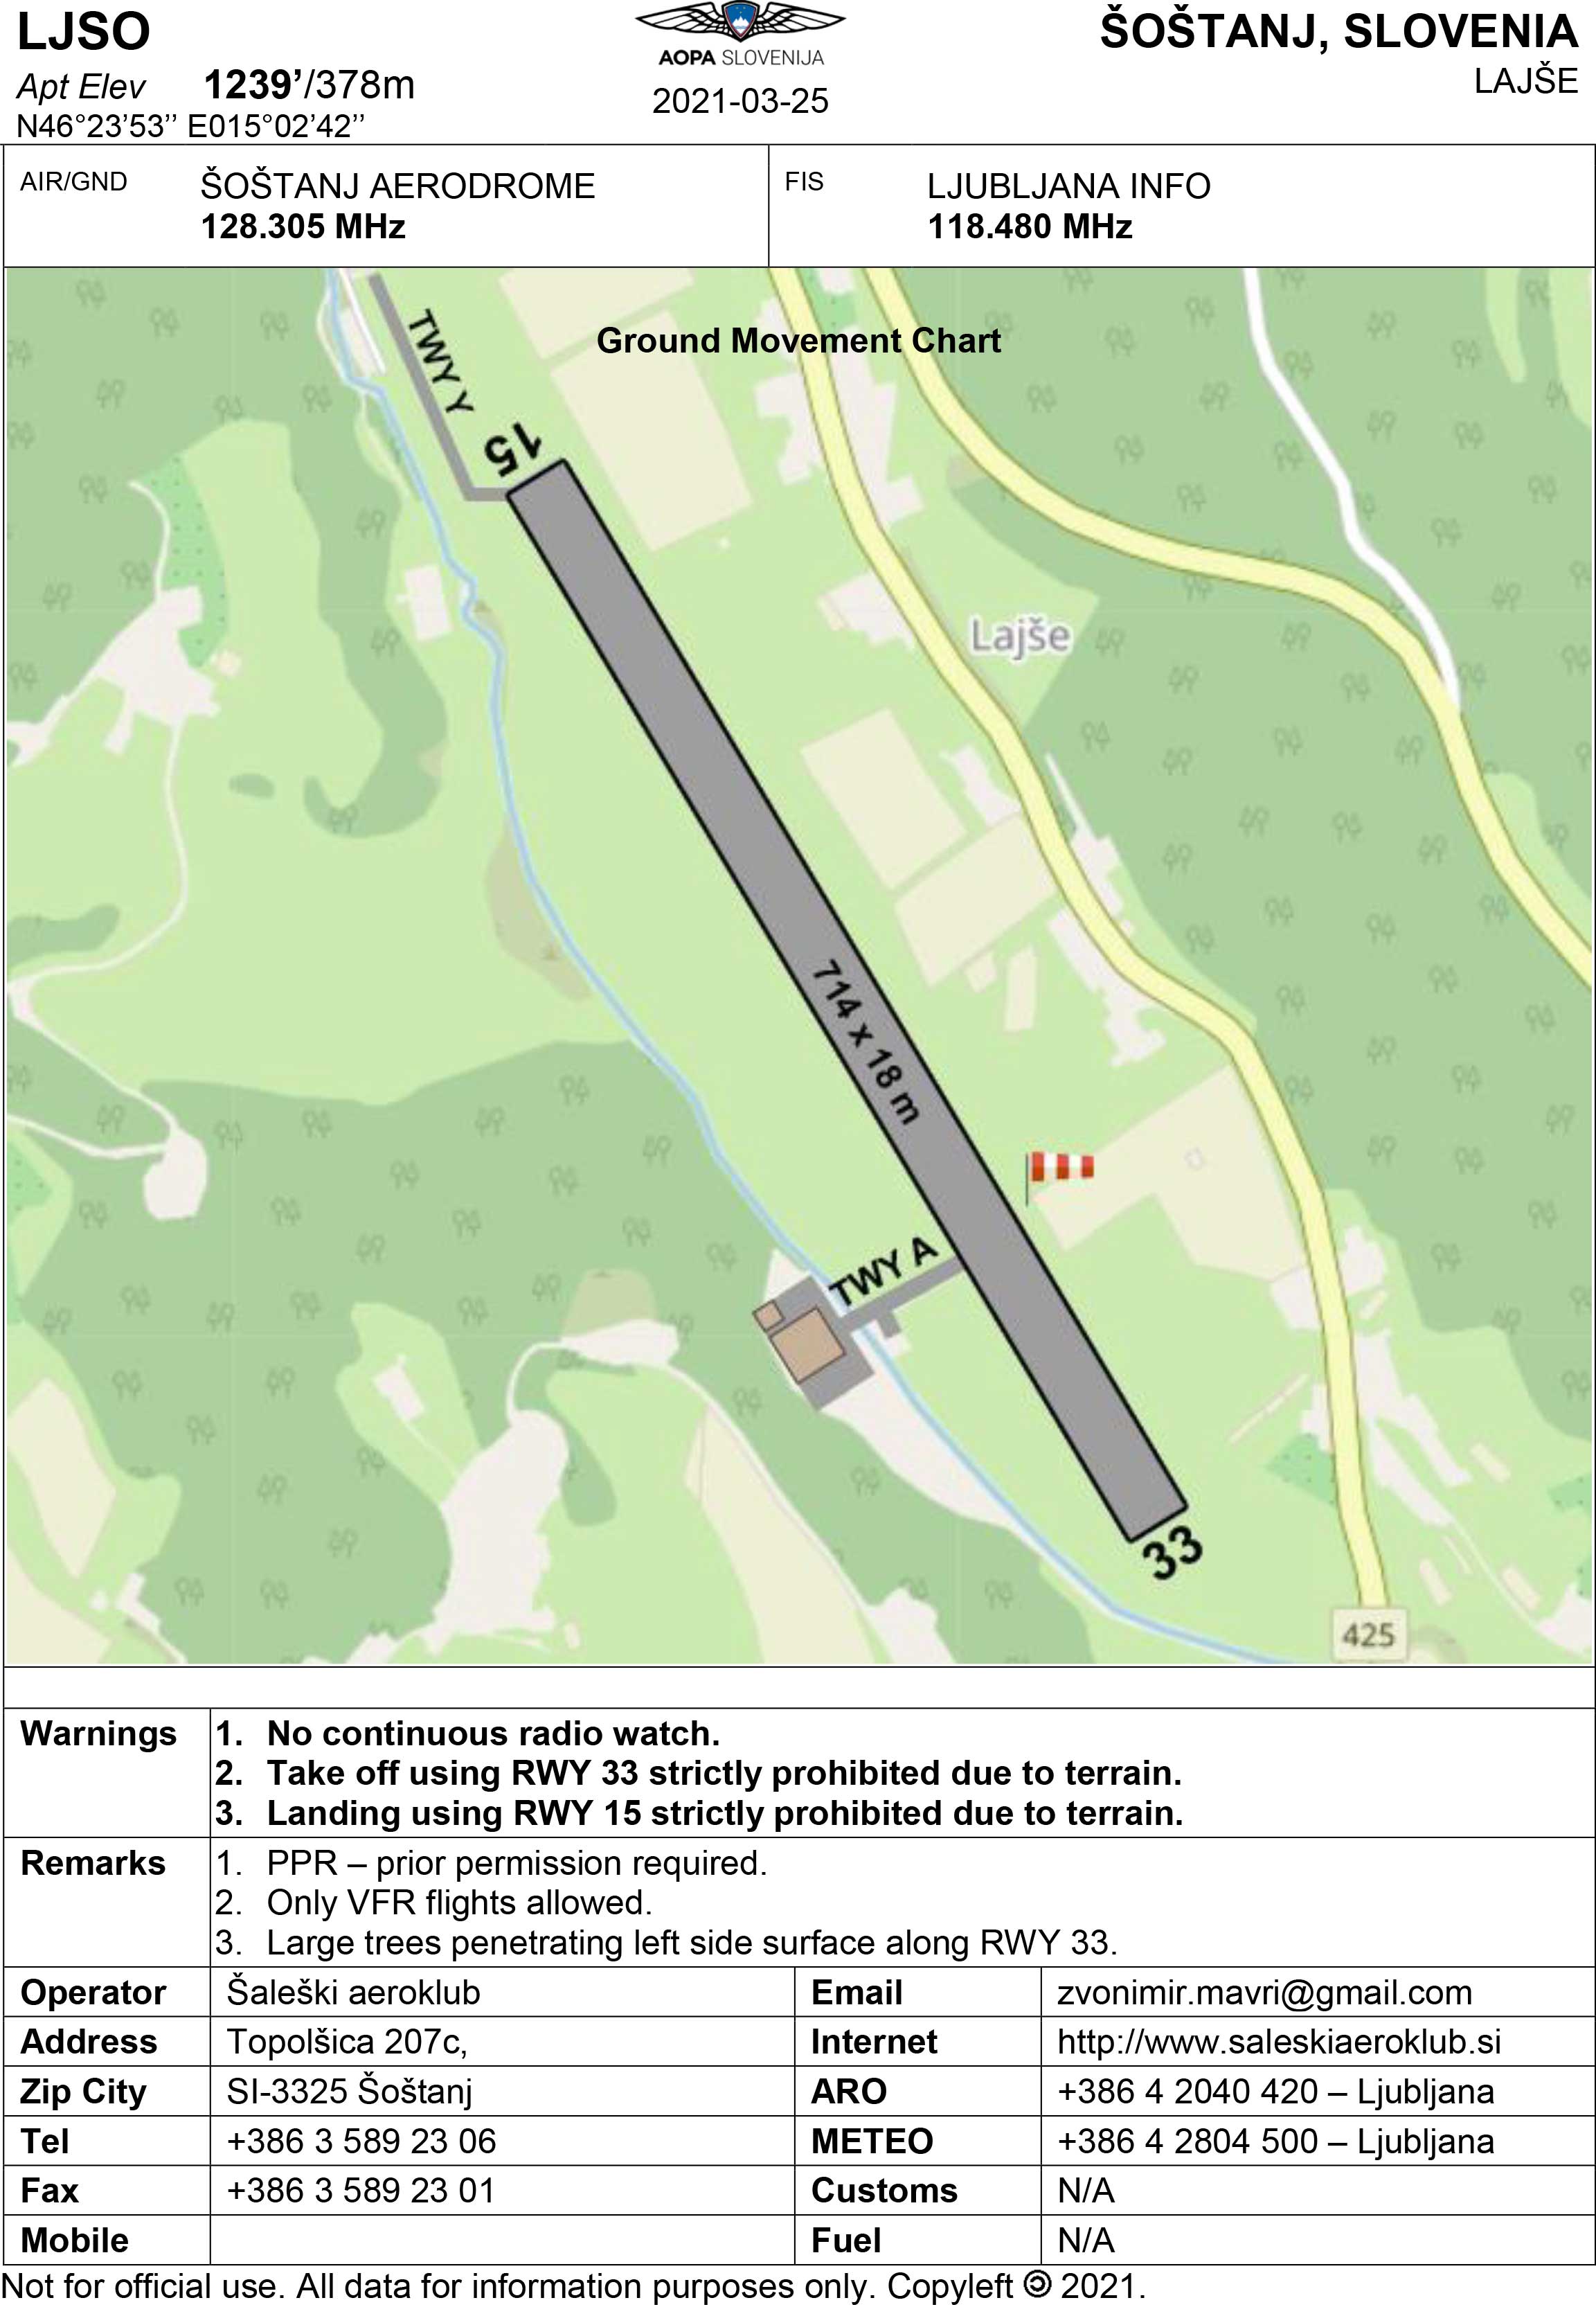 LJSO
Apt Elev 1239’/378m
N46°23’53’’ E015°02’42’’
AOPA SLOVENIJA
2021-03-25
ŠOŠTANJ, SLOVENIA
LAJŠE
AIR/GND ŠOŠTANJ AERODROME
128.305 MHz
FIS LJUBLJANA INFO
118.480 MHz
Ground Movement Chart
TWY Y
15
Lajše
714 x 18 m
TWY A
33
425
Warnings
1. No continuous radio watch.
2. Take off using RWY 33 strictly prohibited due to terrain.
3. Landing using RWY 15 strictly prohibited due to terrain.
Remarks
1. PPR – prior permission required.
2. Only VFR flights allowed.
3. Large trees penetrating left side surface along RWY 33.
Operator Šaleški aeroklub Email zvonimir.mavri@gmail.com
Address Topolšica 207c, Internet http://www.saleskiaeroklub.si
Zip City SI-3325 Šoštanj ARO +386 4 2040 420 – Ljubljana
Tel +386 3 589 23 06 METEO +386 4 2804 500 – Ljubljana
Fax +386 3 589 23 01 Customs N/A
Mobile Fuel N/A
Not for official use. All data for information purposes only. Copyleft 🄯 2021.